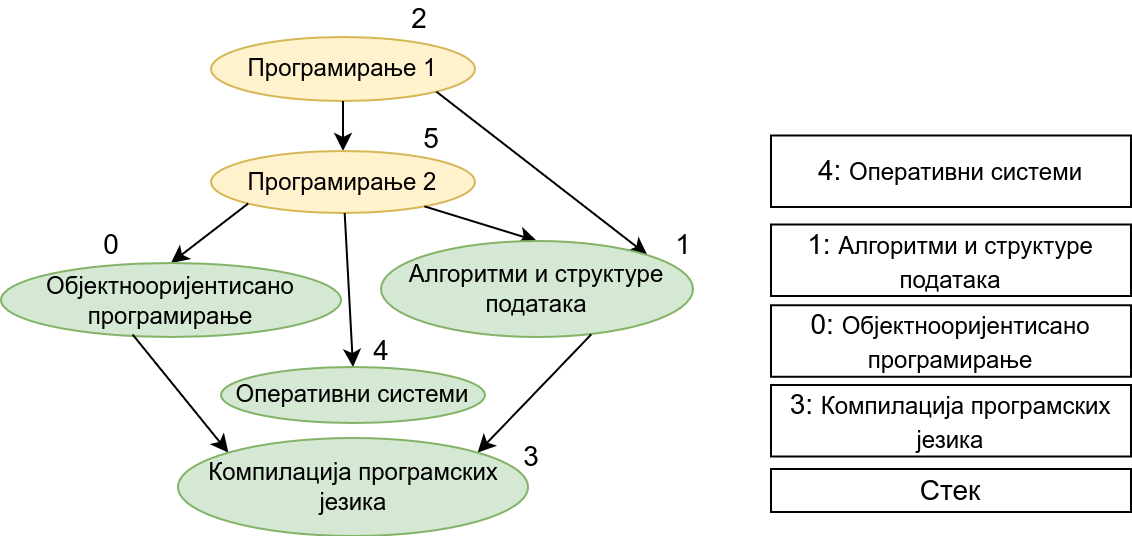 2
Програмирање 1
5
Програмирање 2
0
1
Објектнооријентисано
програмирање
Алгоритми и структуре
података
4
Оперативни системи
3
Компилација програмских
језика
4: Оперативни системи
1: Алгоритми и структуре
података
0: Објектнооријентисано
програмирање
3: Компилација програмских
језика
Стек